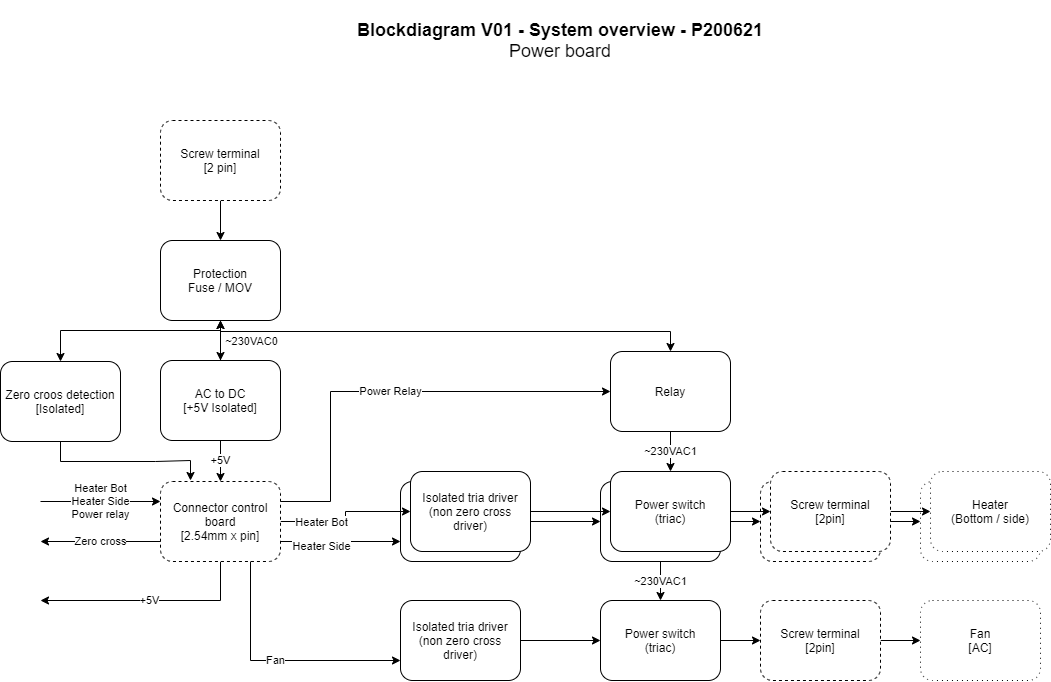 Blockdiagram V01 - System overview - P200621
Power board
Screw terminal
[2 pin]
Protection
Fuse / MOV
~230VAC0
Zero croos detection
[Isolated]
AC to DC
[+5V Isolated]
Power Relay
Relay
+5V
~230VAC1
Heater Bot
Heater Side
Power relay
Zero cross
Connector control
board
[2.54mm x pin]
Heater Bot
Heater Side
Isolated tria driver
(non zero cross
driver)
Power switch
(triac)
Screw terminal
[2pin]
Heater
(Bottom / side)
~230VAC1
+5V
Fan
Isolated tria driver
(non zero cross
driver)
Power switch
(triac)
Screw terminal
[2pin]
Fan
[AC]